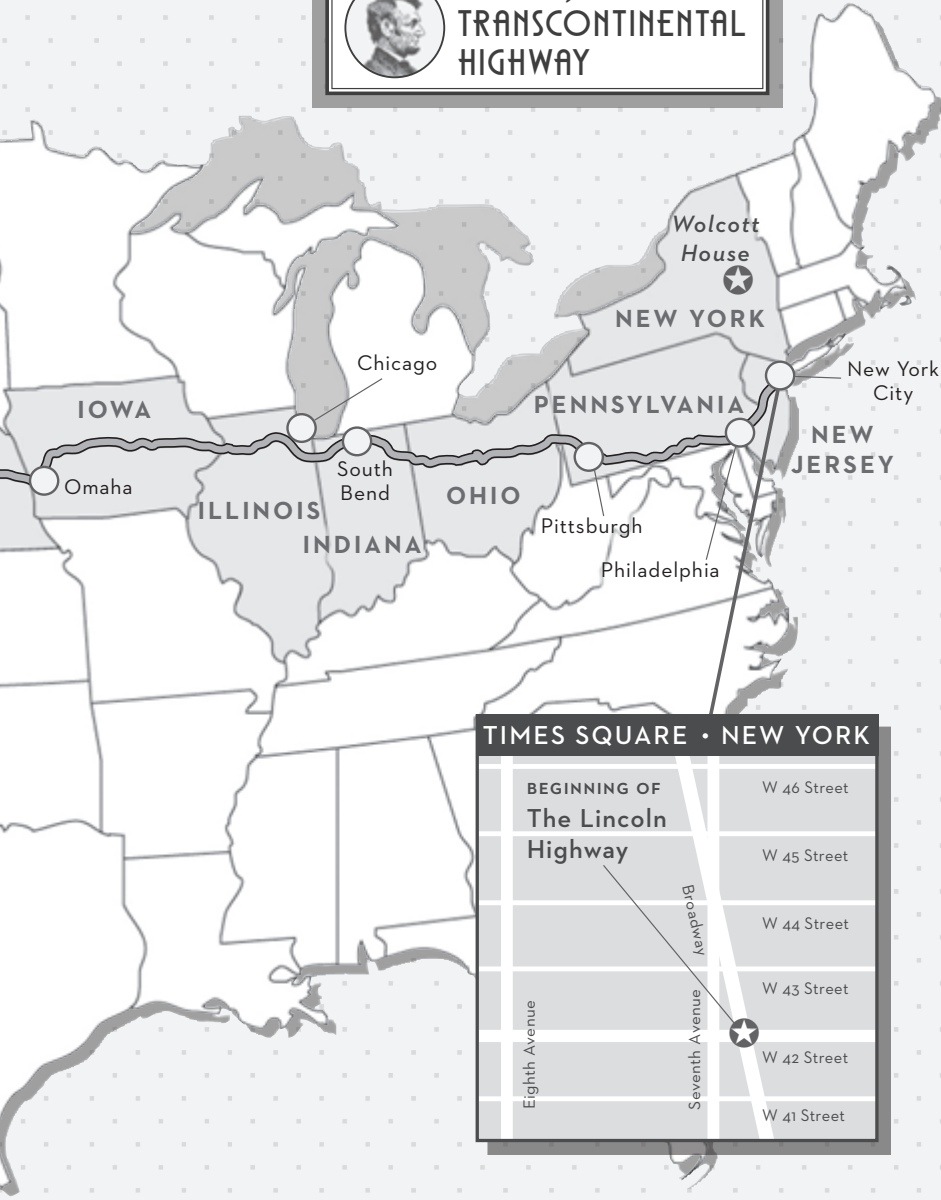 TRANSCONTINENTAL
HIGHWAY
Wolcott
House
NEW YORK
Chicago
New York
City
IOWA
PENNSYLVANIA
NEW
JERSEY
South
Bend
Omaha
OHIO
ILLINOIS
Pittsburgh
INDIANA
Philadelphia
TIMES SQUARE • NEW YORK
BEGINNING OF
The Lincoln
Highway
W 46 Street
W 45 Street
Broadway
W 44 Street
W 43 Street
Eighth Avenue
Seventh Avenue
W 42 Street
W 41 Street